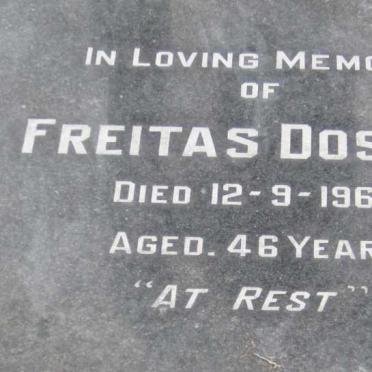 IN LOVING MEMO
OF
FREITAS DOS
DIED 12-9-196
AGED. 46 YEAR
"AT REST"